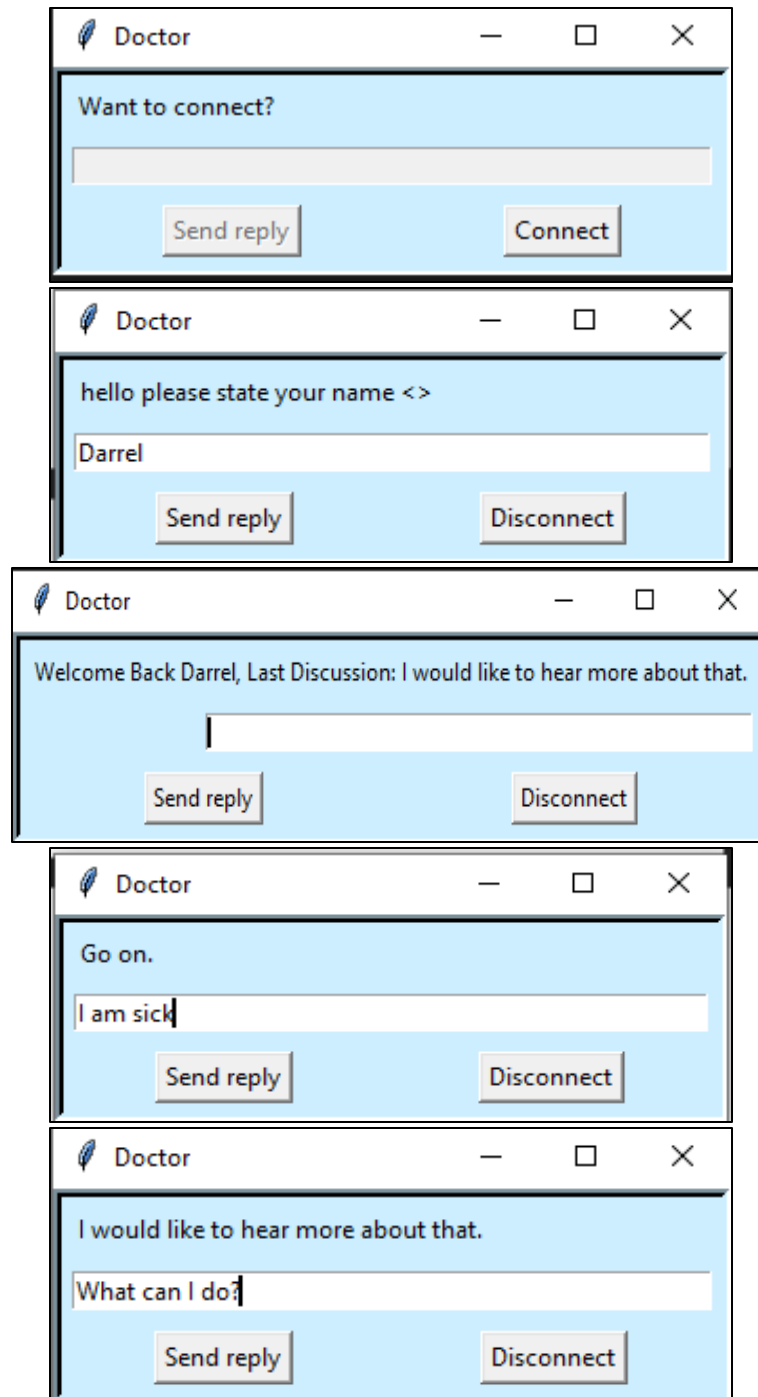 Doctor
Want to connect?
Send reply Connect
Doctor
hello please state your name <>
Darrel
Send reply Disconnect
Doctor
Welcome Back Darrel, Last Discussion: I would like to hear more about that.
Send reply Disconnect
Doctor
Go on.
I am sick
Send reply Disconnect
Doctor
I would like to hear more about that.
What can I do?
Send reply Disconnect